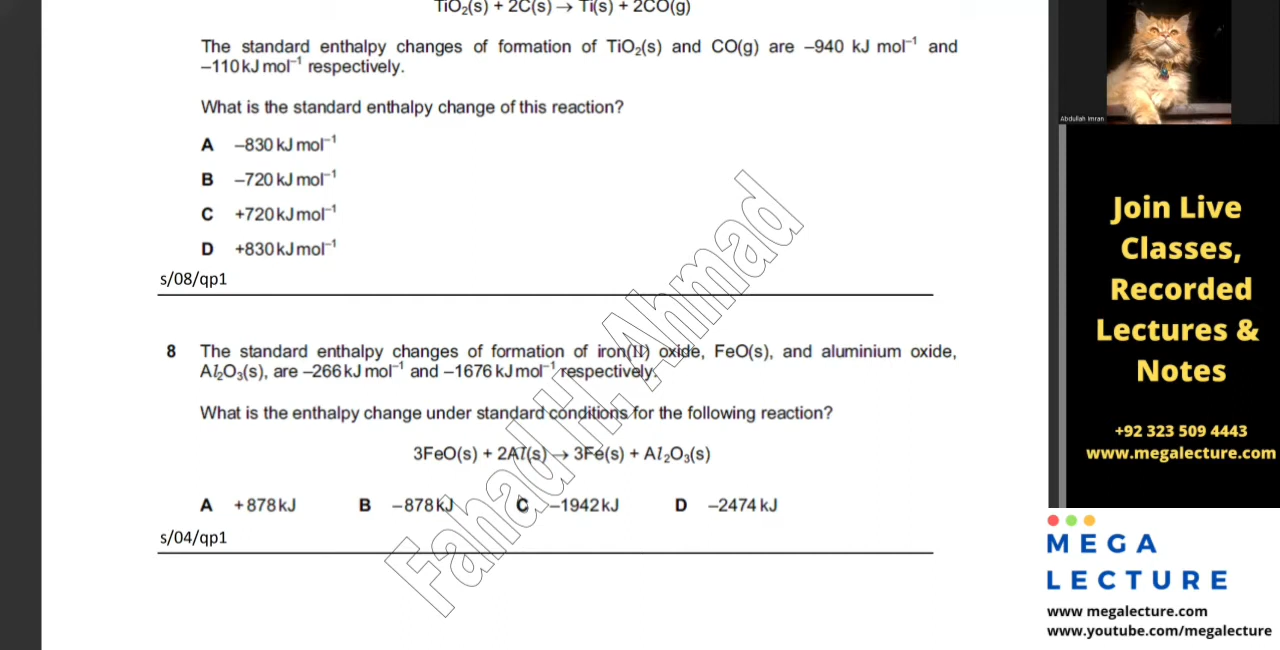 TiO₂(s) + 2C(s) → Ti(s) + 2CO(g)
The standard enthalpy changes of formation of TiO₂(s) and CO(g) are –940 kJ mol⁻¹ and
–110 kJ mol⁻¹ respectively.
What is the standard enthalpy change of this reaction?
A –830 kJ mol⁻¹
B –720 kJ mol⁻¹
C +720 kJ mol⁻¹
D +830 kJ mol⁻¹
s/08/qp1
8 The standard enthalpy changes of formation of iron(II) oxide, FeO(s), and aluminium oxide,
Al₂O₃(s), are –266 kJ mol⁻¹ and –1676 kJ mol⁻¹ respectively.
What is the enthalpy change under standard conditions for the following reaction?
3FeO(s) + 2Al(s) → 3Fe(s) + Al₂O₃(s)
A +878 kJ B –878 kJ C –1942 kJ D –2474 kJ
s/04/qp1
Fahad H. Ahmad
Abdullah Imran
Join Live
Classes,
Recorded
Lectures &
Notes
+92 323 509 4443
www.megalecture.com
MEGA
LECTURE
www megalecture.com
www.youtube.com/megalecture